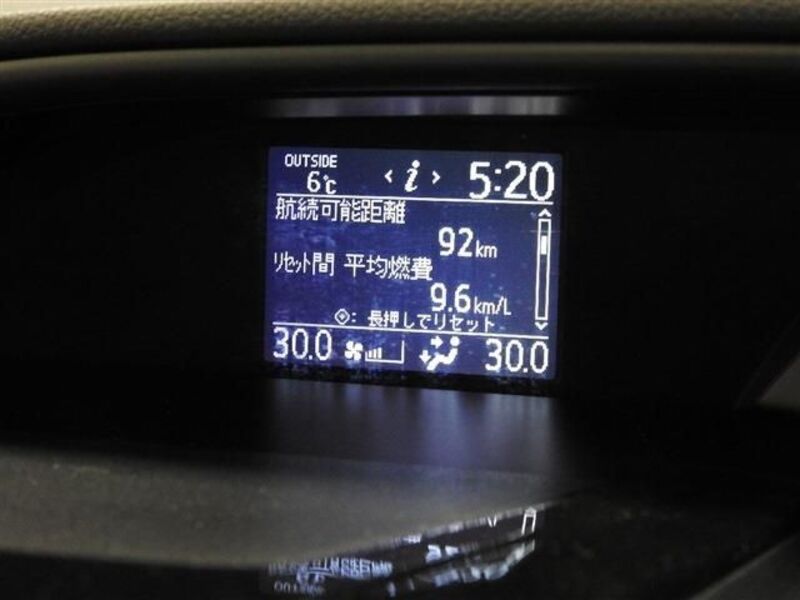 OUTSIDE
6℃ < i > 5:20
航続可能距離
92km
リセット間 平均燃費
9.6km/L
: 長押しでリセット
30.0 30.0